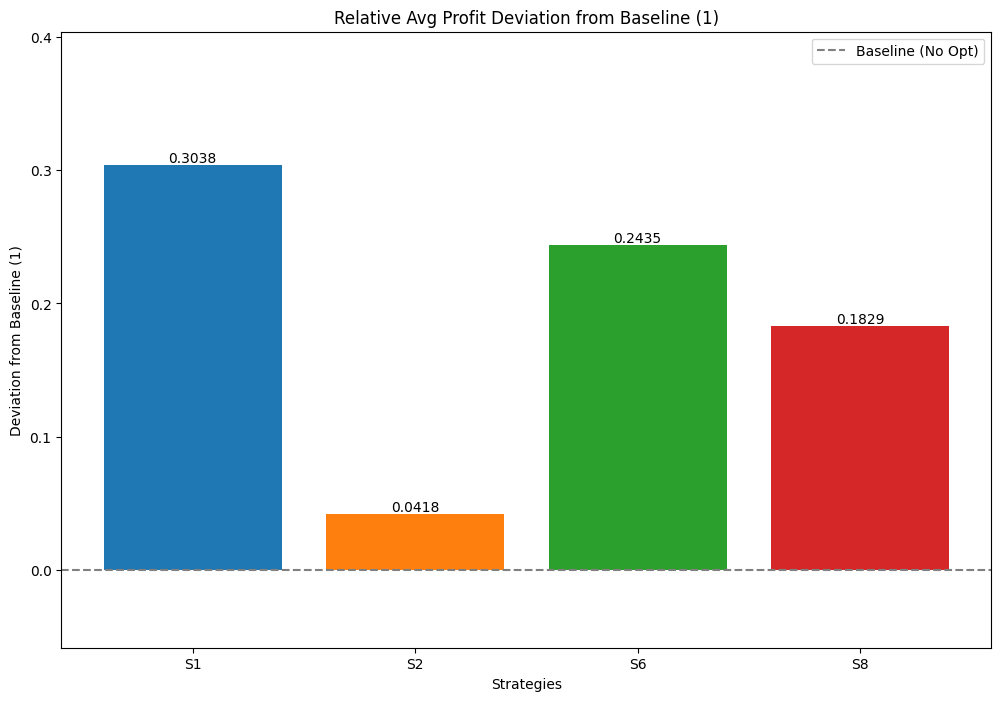 Relative Avg Profit Deviation from Baseline (1)
Baseline (No Opt)
Deviation from Baseline (1)
0.4
0.3
0.2
0.1
0.0
0.3038
0.0418
0.2435
0.1829
S1
S2
S6
S8
Strategies